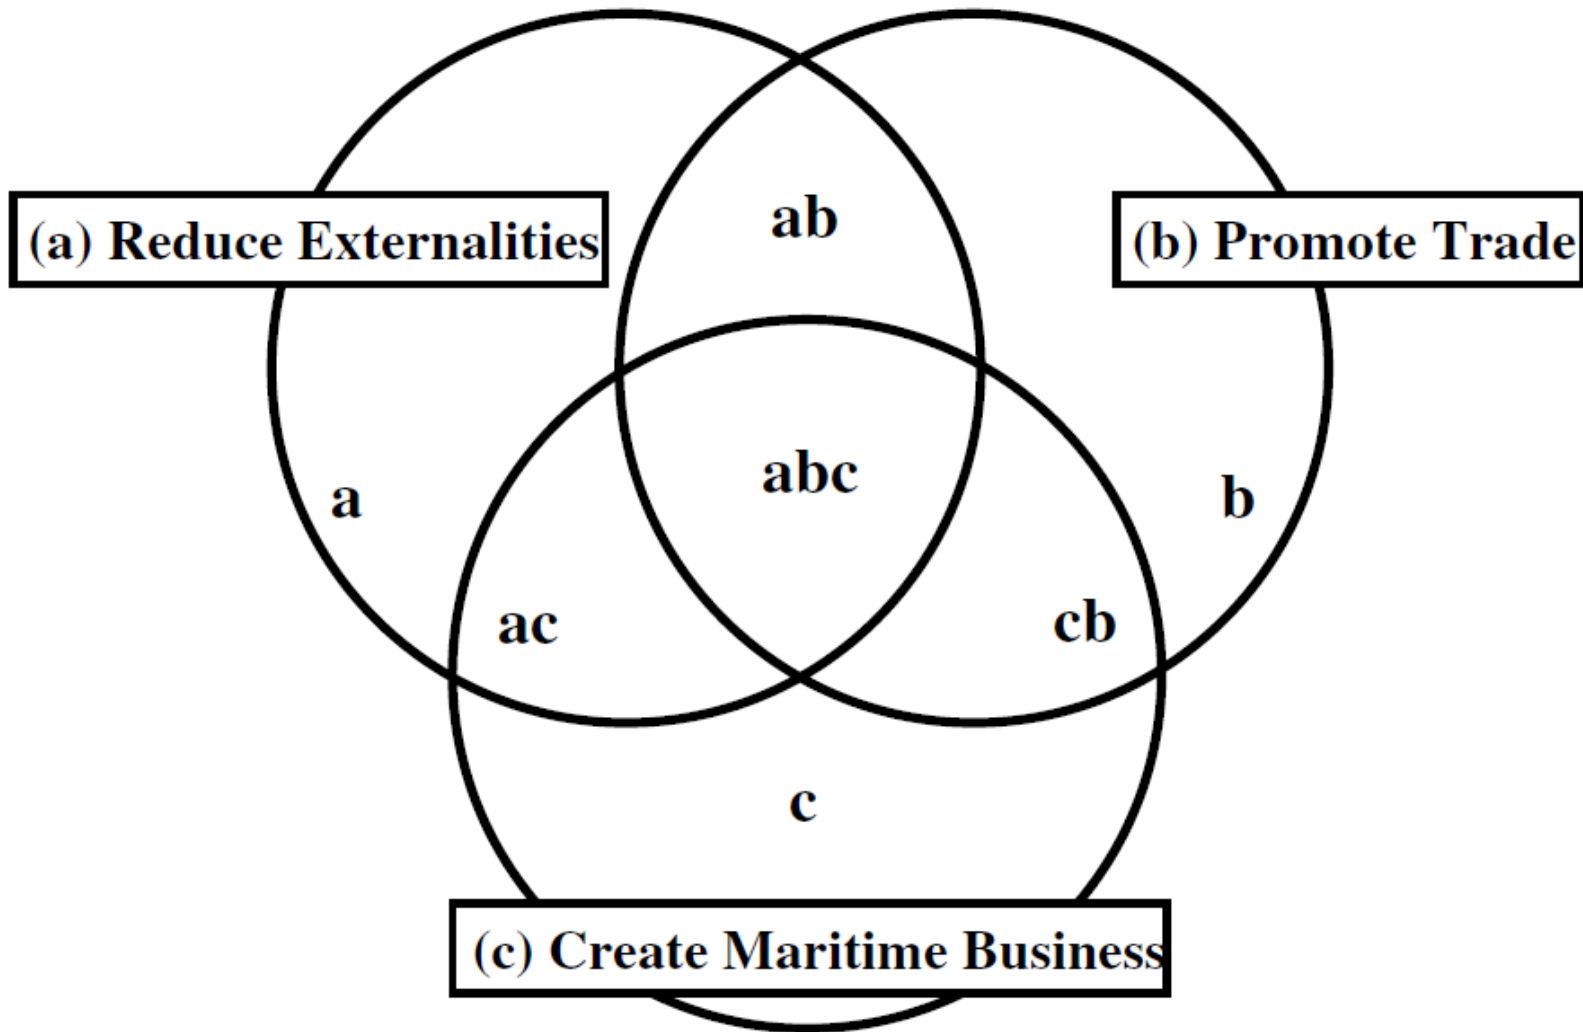 ab
(a) Reduce Externalities
(b) Promote Trade
abc
a
b
ac
cb
c
(c) Create Maritime Business